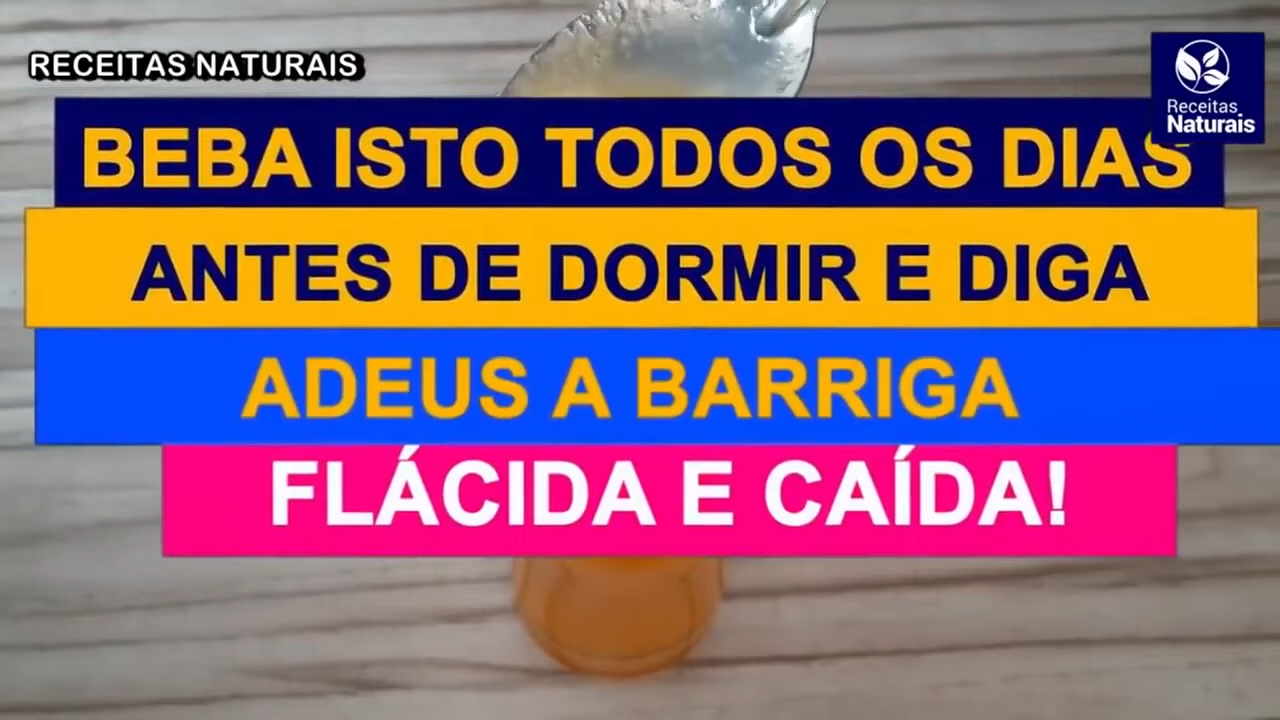 RECEITAS NATURAIS
Receitas
Naturais
BEBA ISTO TODOS OS DIAS
ANTES DE DORMIR E DIGA
ADEUS A BARRIGA
FLÁCIDA E CAÍDA!